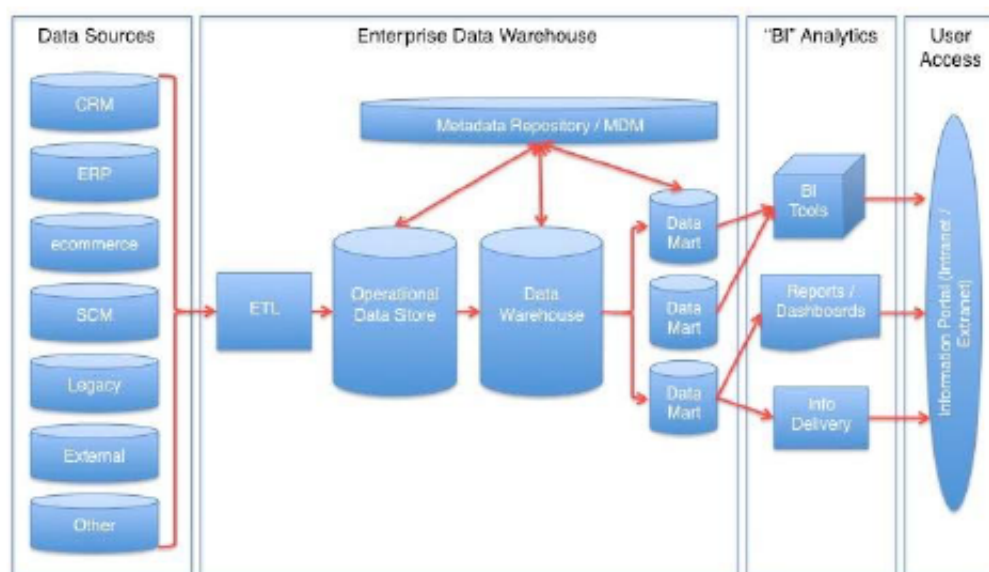 Data Sources
Enterprise Data Warehouse
"BI" Analytics
User
Access
CRM
ERP
ecommerce
SCM
Legacy
External
Other
ETL
Metadata Repository / MDM
Operational
Data Store
Data
Warehouse
Data
Mart
Data
Mart
Data
Mart
BI
Tools
Reports /
Dashboards
Info
Delivery
Information Portal (Intranet /
Extranet)